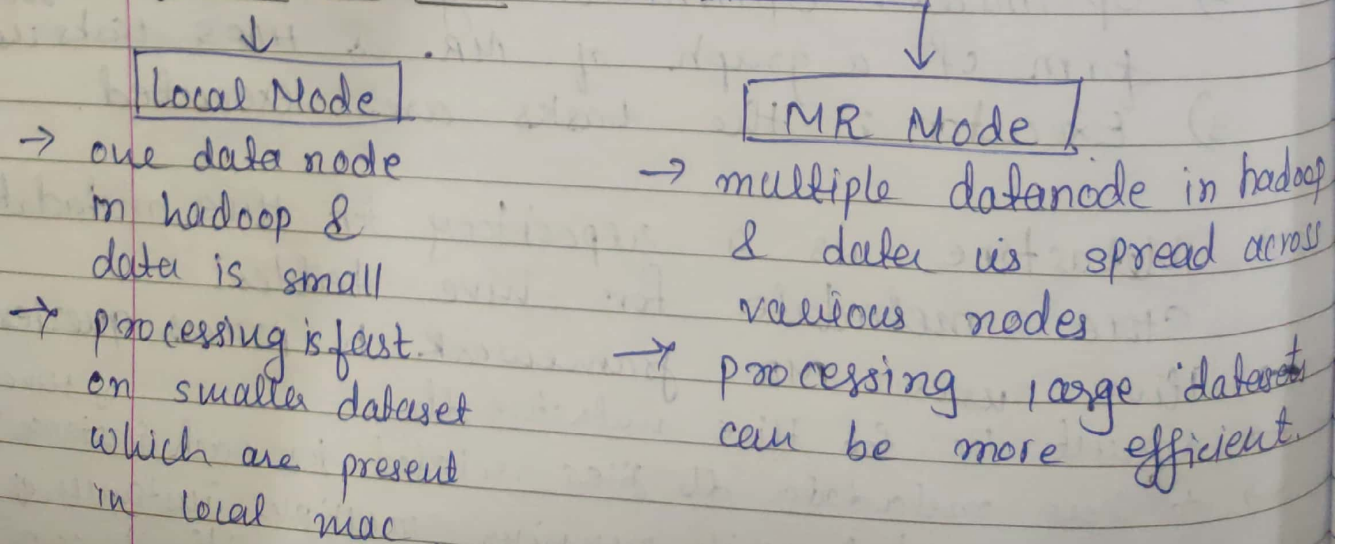 Local Mode
→ one data node
in hadoop &
data is small
→ processing is fast.
on smaller dataset
which are present
in local mac
MR Mode
→ multiple datanode in hadoop
& data is spread across
various nodes
→ processing large datasets
can be more efficient.